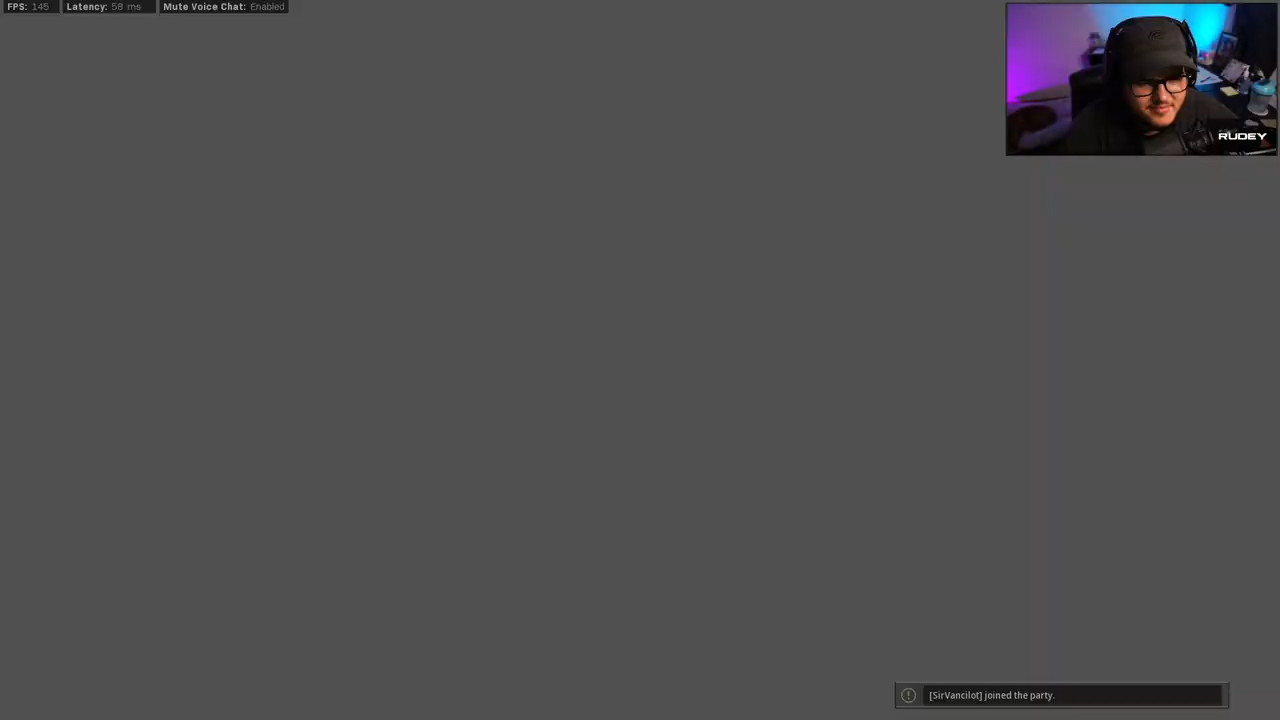 FPS: 145 Latency: 58 ms Mute Voice Chat: Enabled
RUDEY
[SirVancilot] joined the party.